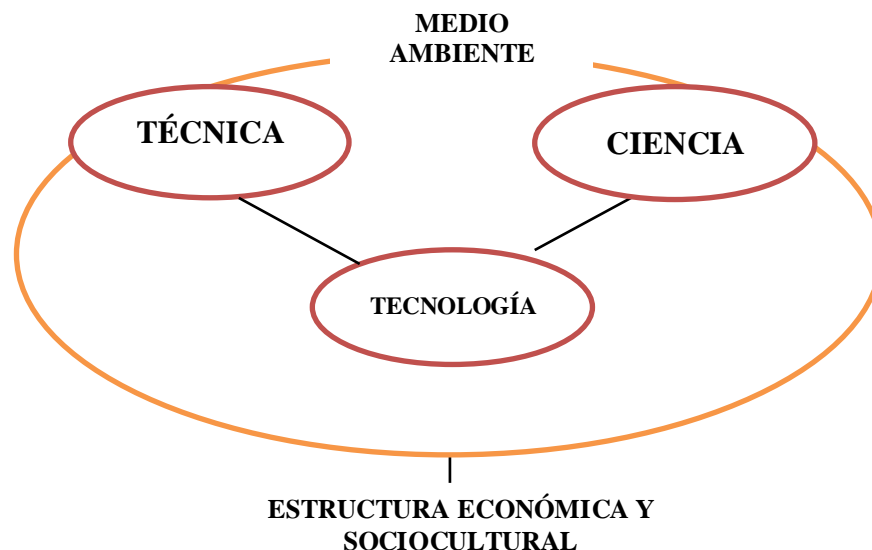 MEDIO
AMBIENTE
TÉCNICA
CIENCIA
TECNOLOGÍA
ESTRUCTURA ECONÓMICA Y
SOCIOCULTURAL